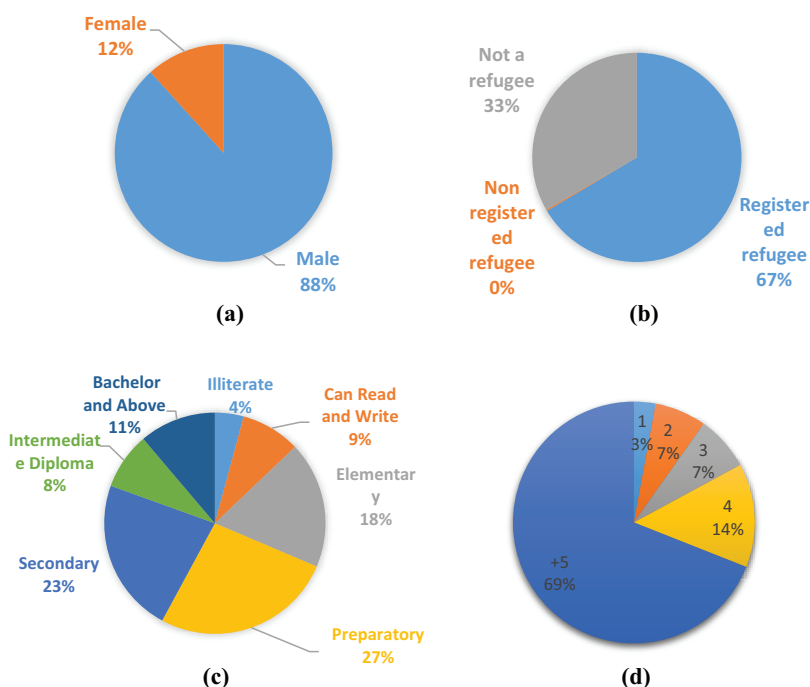 Female
12%
Male
88%
(a)
Not a
refugee
33%
Non
register
ed
refugee
0%
Register
ed
refugee
67%
(b)
Bachelor
and Above
11%
Illiterate
4%
Can Read
and Write
9%
Intermediat
e Diploma
8%
Elementar
y
18%
Secondary
23%
Preparatory
27%
(c)
1
3%
2
7%
3
7%
4
14%
+5
69%
(d)